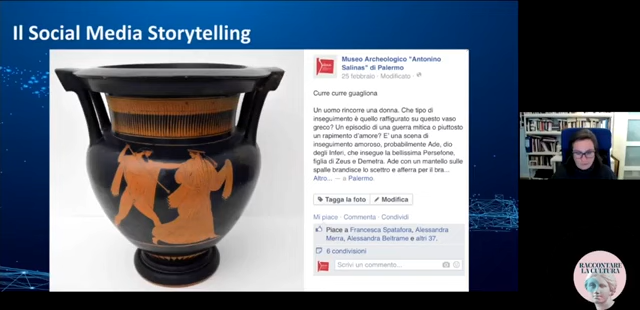 Il Social Media Storytelling
Museo Archeologico "Antonino
Salinas" di Palermo
25 febbraio · Modificato ·
Curre curre guagliona
Un uomo rincorre una donna. Che tipo di
inseguimento è quello raffigurato su questo vaso
greco? Un episodio di una guerra mitica o piuttosto
un rapimento d'amore? E' una scena di
inseguimento amoroso, probabilmente Ade, dio
degli Inferi, che insegue la bellissima Persefone,
figlia di Zeus e Demetra. Ade con un mantello sulle
spalle brandisce lo scettro e afferra per il bra...
Altro... — a Palermo
Tagga la foto Modifica
Mi piace · Commenta · Condividi
Piace a Francesca Spatafora, Alessandra
Merra, Alessandra Beltrame e altri 37.
6 condivisioni
Scrivi un commento...
RACCONTARE
LA CULTURA